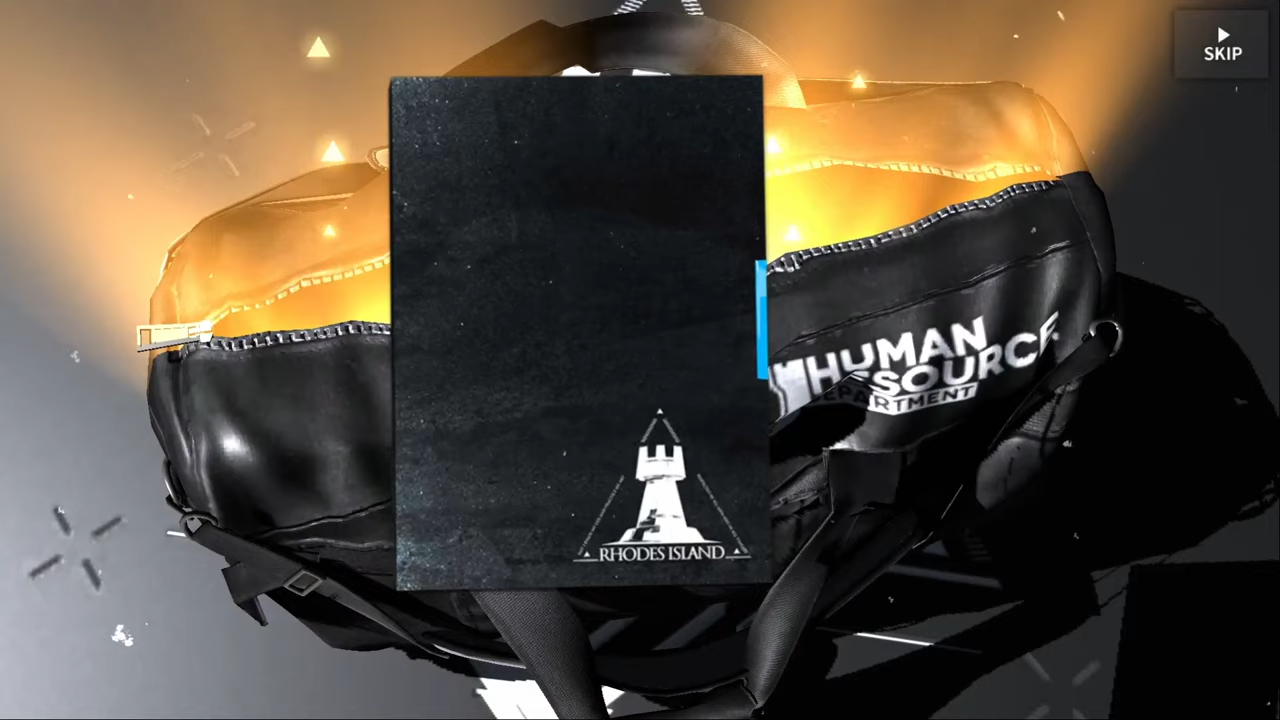 SKIP
HUMAN
RESOURCE
DEPARTMENT
RHODES ISLAND